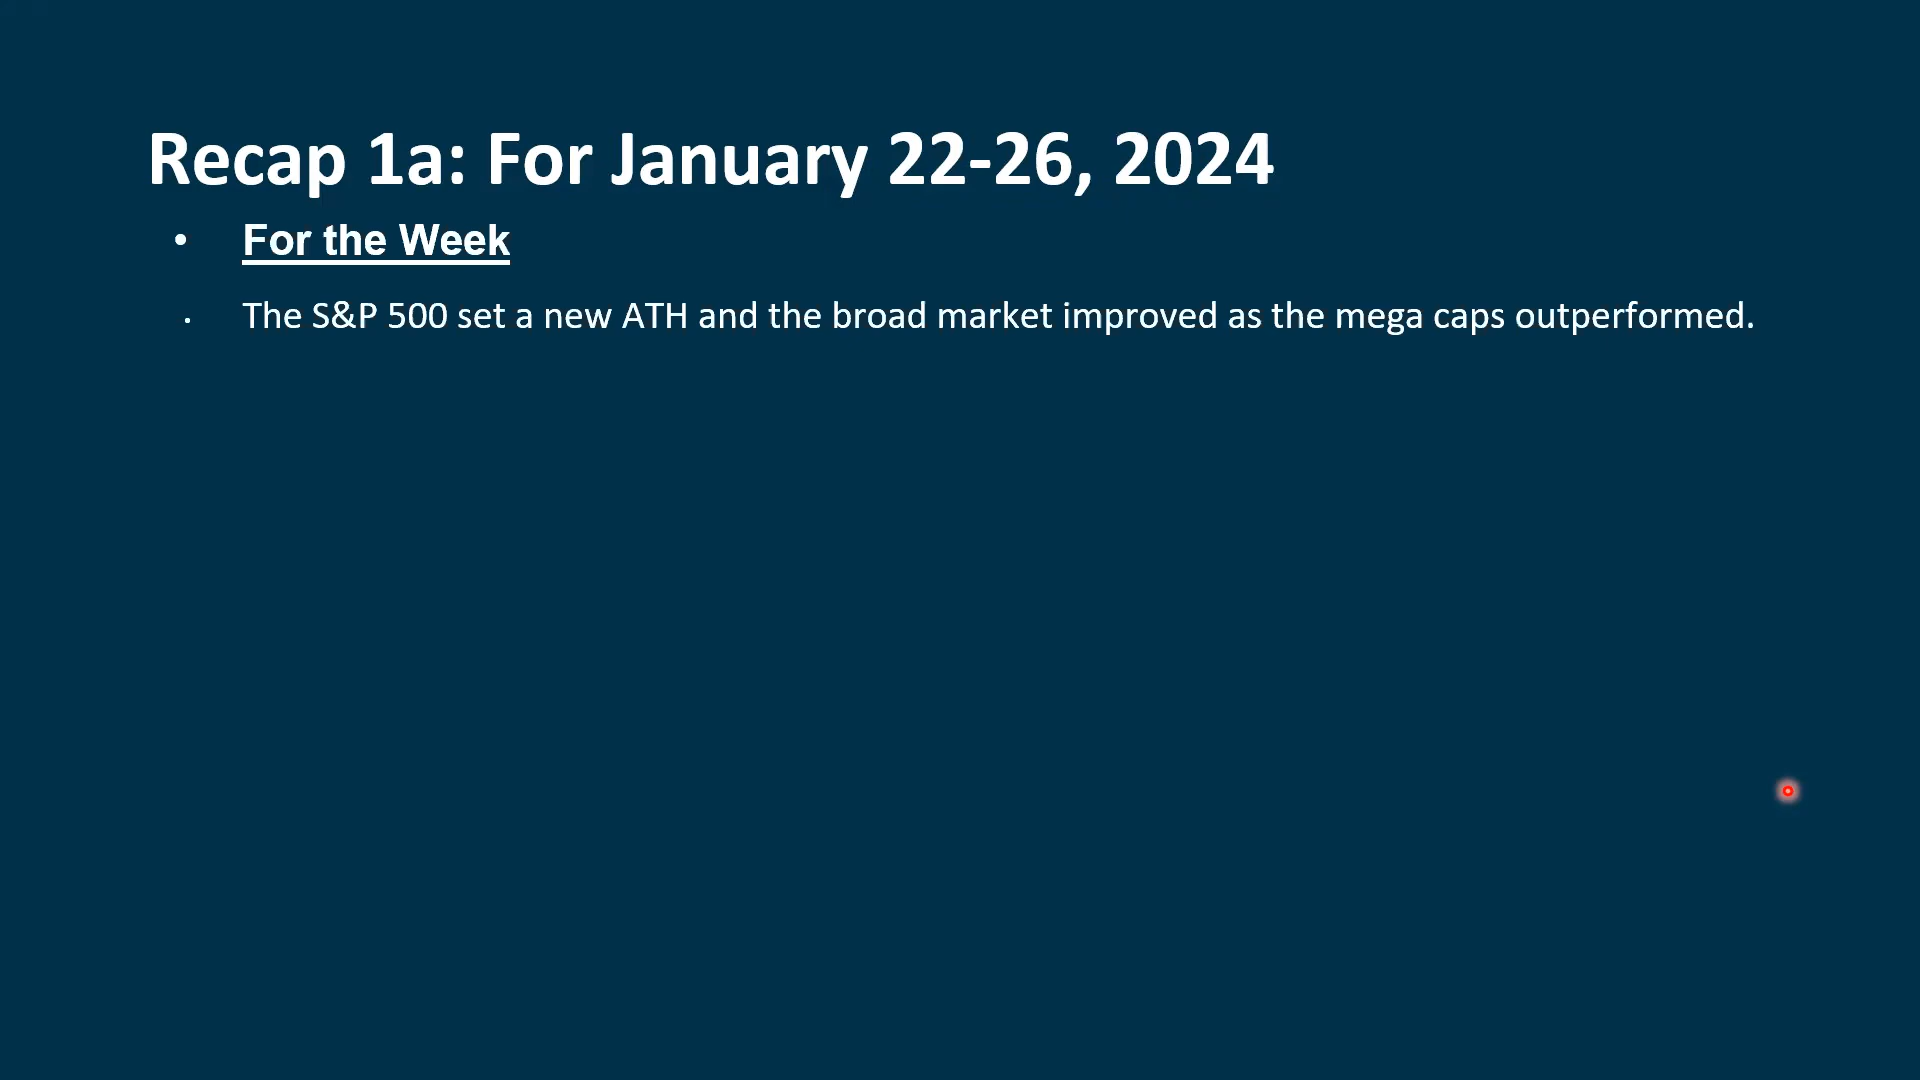 Recap 1a: For January 22-26, 2024
• For the Week
• The S&P 500 set a new ATH and the broad market improved as the mega caps outperformed.